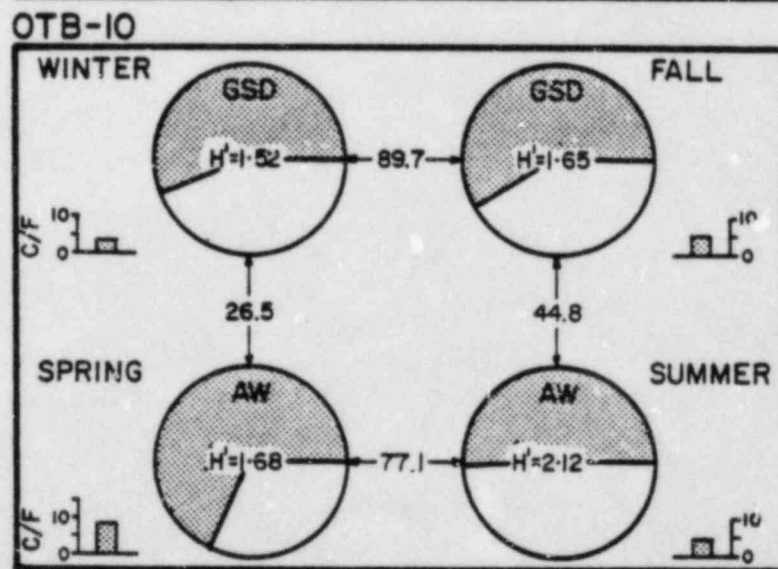 OTB-10
WINTER
GSD
GSD
FALL
H'=1·52
89.7
H'=1·65
C/F
10
0
10
0
26.5
44.8
SPRING
AW
AW
SUMMER
H'=1·68
77.1
H'=2·12
C/F
10
0
10
0